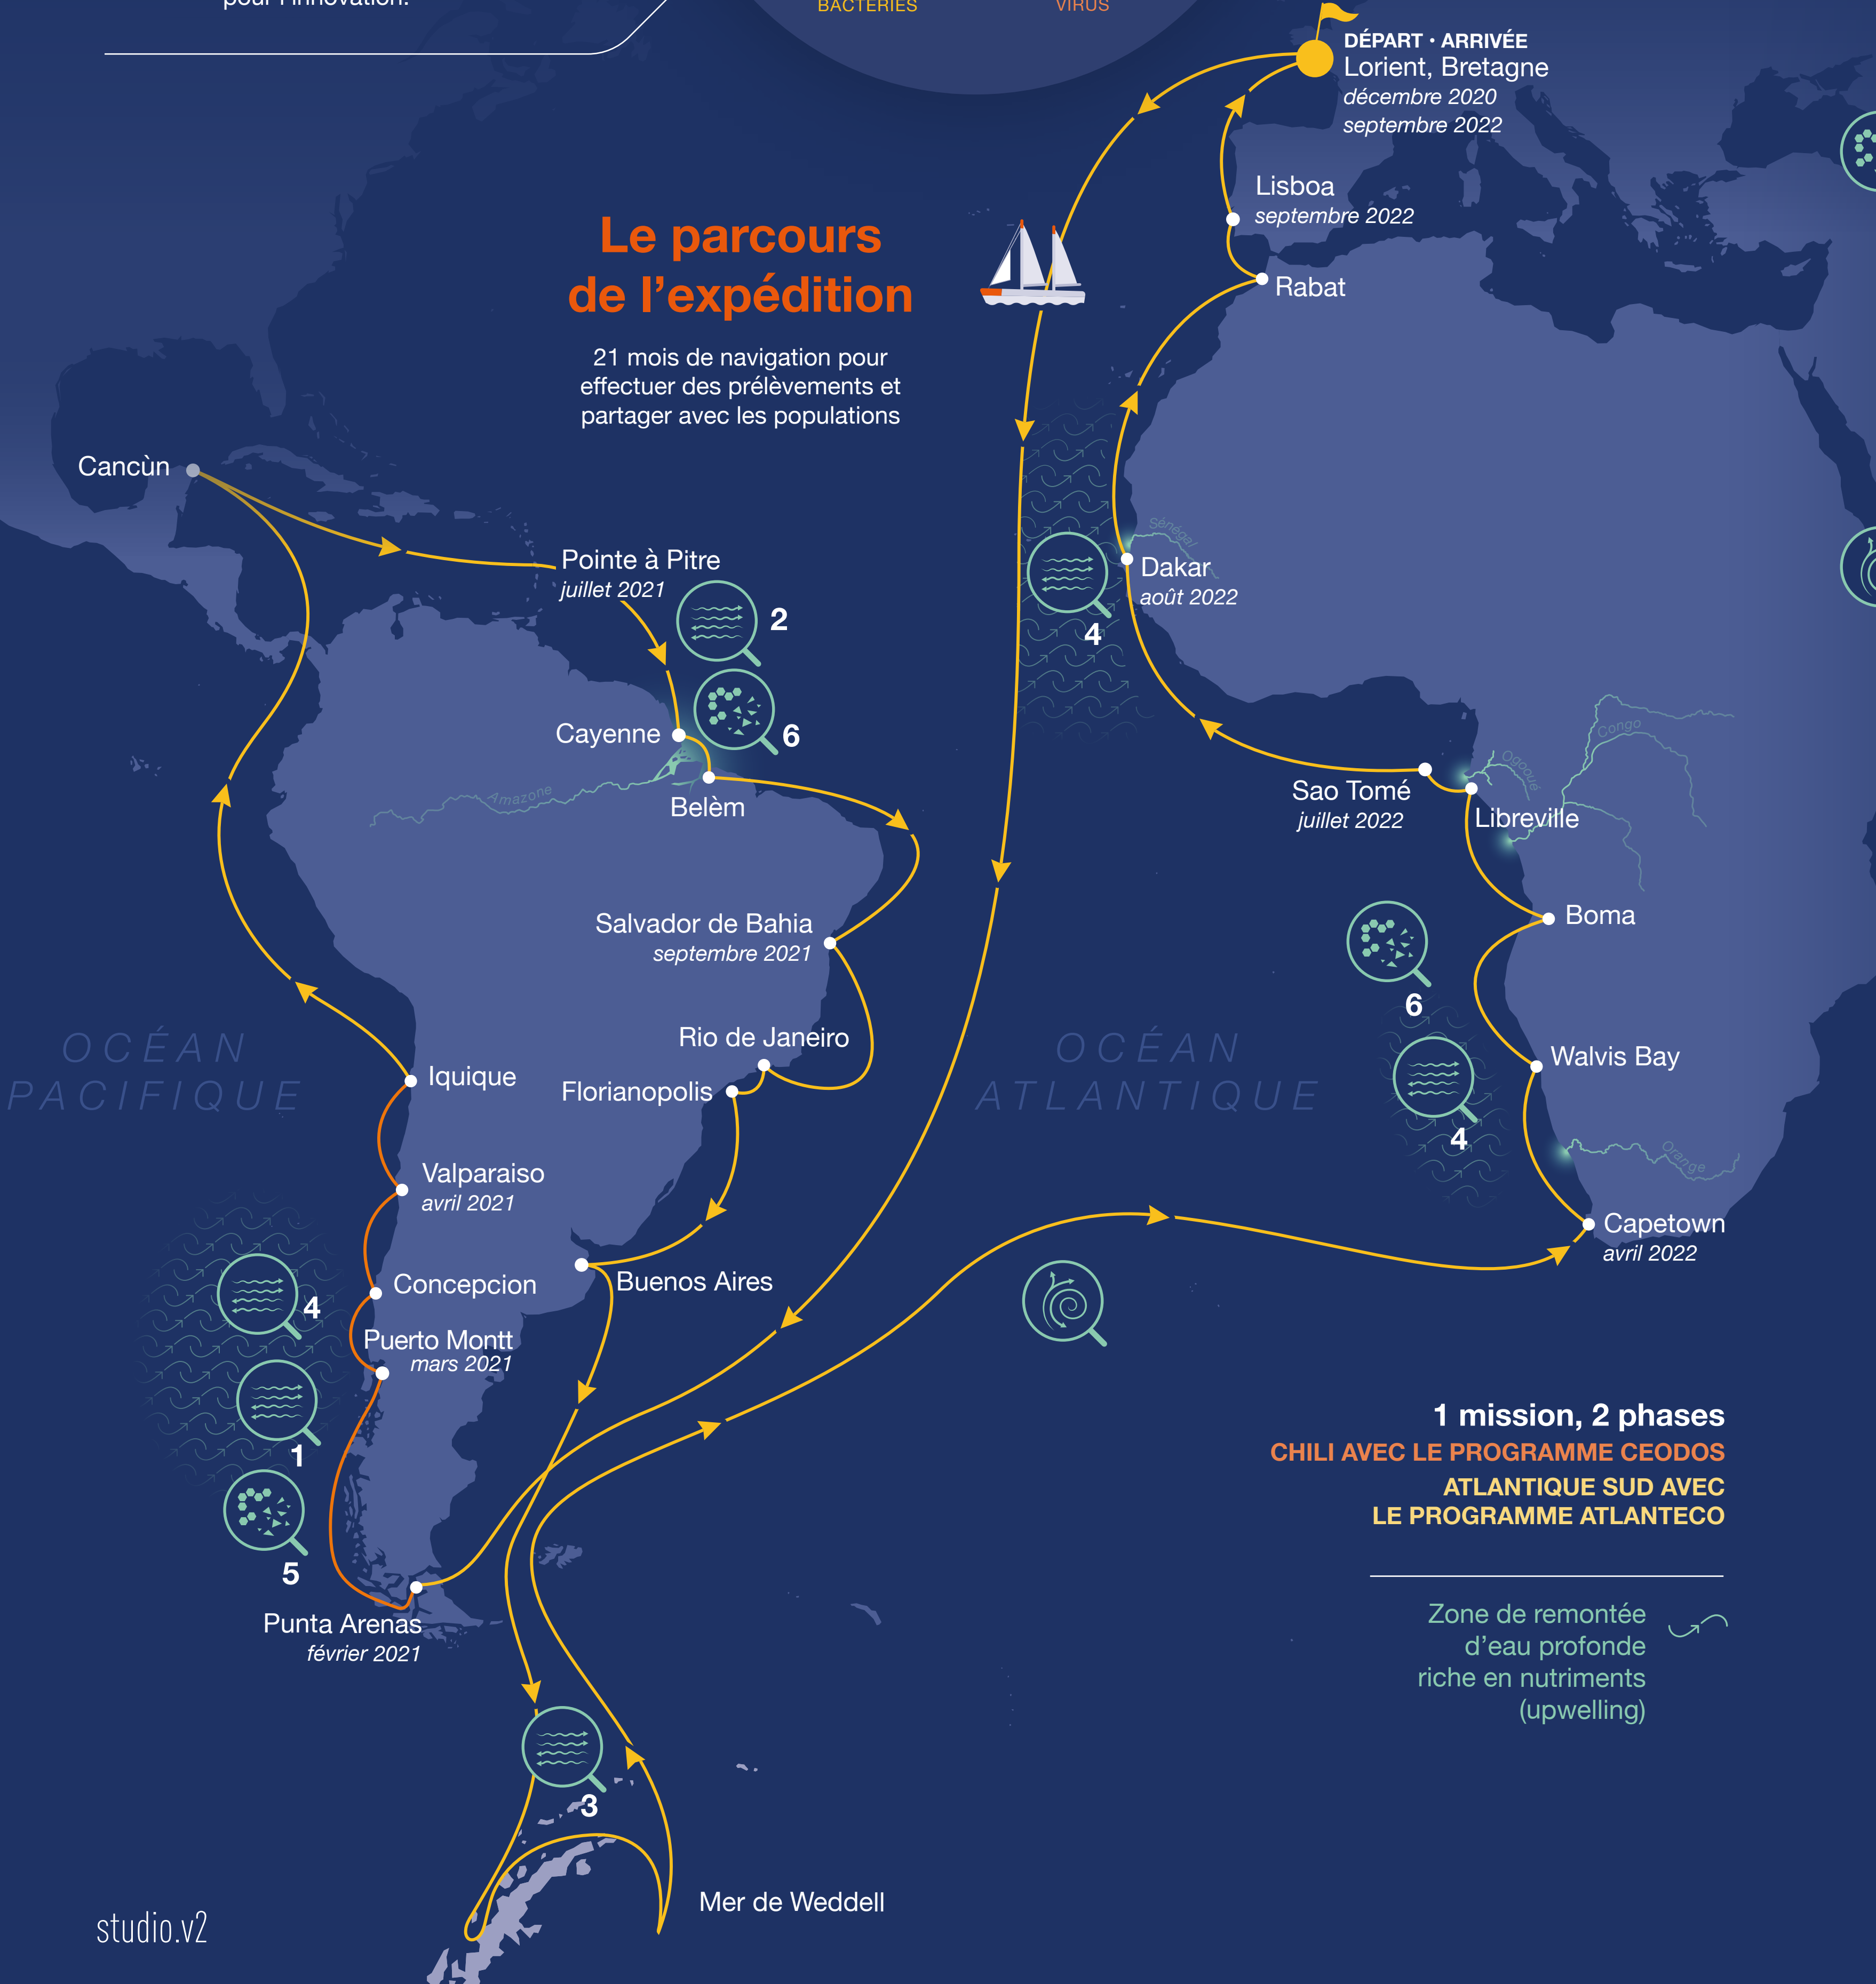 pour l'innovation.
BACTÉRIES
VIRUS
DÉPART • ARRIVÉE
Lorient, Bretagne
décembre 2020
septembre 2022
Lisboa
septembre 2022
Rabat
Le parcours
de l’expédition
21 mois de navigation pour
effectuer des prélèvements et
partager avec les populations
Cancùn
Pointe à Pitre
juillet 2021
2
6
Sénégal
Dakar
août 2022
4
Cayenne
Amazone
Belèm
Congo
Ogooué
Sao Tomé
juillet 2022
Libreville
Salvador de Bahia
septembre 2021
Boma
6
OCÉAN
PACIFIQUE
Rio de Janeiro
Florianopolis
OCÉAN
ATLANTIQUE
Walvis Bay
4
Iquique
Orange
Valparaiso
avril 2021
Capetown
avril 2022
Concepcion
4
Buenos Aires
Puerto Montt
mars 2021
1
5
1 mission, 2 phases
CHILI AVEC LE PROGRAMME CEODOS
ATLANTIQUE SUD AVEC
LE PROGRAMME ATLANTECO
Punta Arenas
février 2021
Zone de remontée
d’eau profonde
riche en nutriments
(upwelling)
3
Mer de Weddell
studio.v2